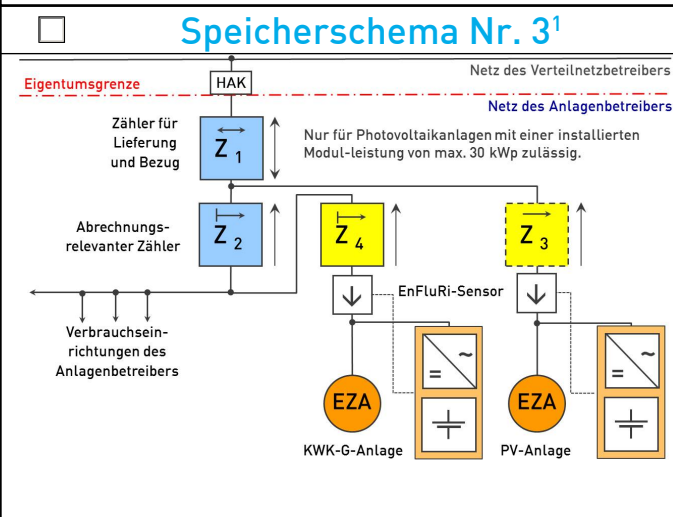 Speicherschema Nr. 3¹
Netz des Verteilnetzbetreibers
Eigentumsgrenze
HAK
Netz des Anlagenbetreibers
Zähler für
Lieferung
und Bezug
Z 1
Nur für Photovoltaikanlagen mit einer installierten
Modul-leistung von max. 30 kWp zulässig.
Abrechnungs-
relevanter Zähler
Z 2
Z 4
Z 3
EnFluRi-Sensor
Verbrauchsein-
richtungen des
Anlagenbetreibers
~
=
~
=
EZA
EZA
KWK-G-Anlage
PV-Anlage